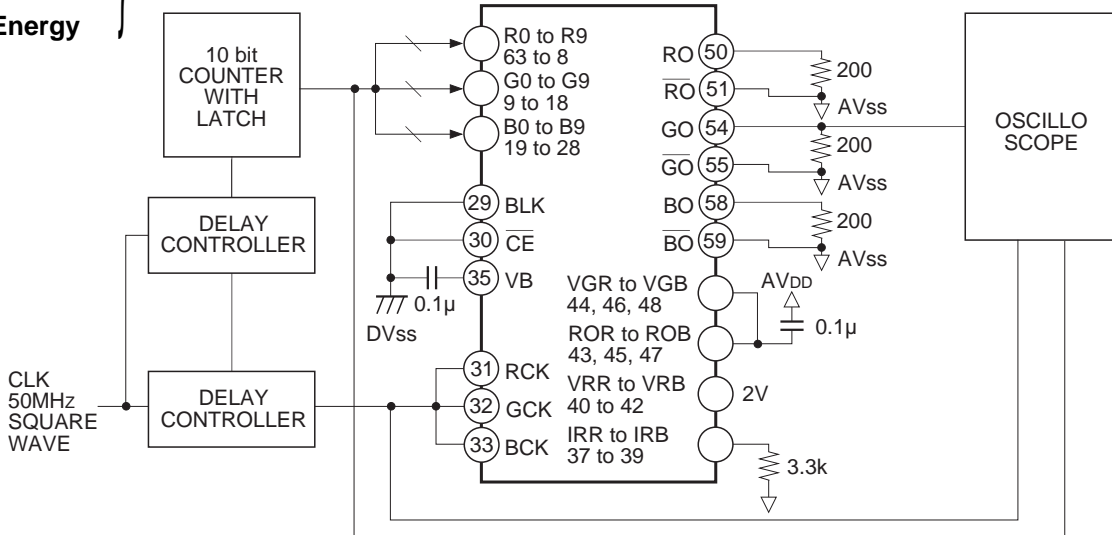 Energy
10 bit
COUNTER
WITH
LATCH
DELAY
CONTROLLER
CLK
50MHz
SQUARE
WAVE
DELAY
CONTROLLER
R0 to R9
63 to 8
G0 to G9
9 to 18
B0 to B9
19 to 28
29 BLK
30 CE
35 VB
0.1μ
DVss
31 RCK
32 GCK
33 BCK
RO 50
RO 51
GO 54
GO 55
BO 58
BO 59
200
AVss
200
AVss
200
AVss
VGR to VGB
44, 46, 48
ROR to ROB
43, 45, 47
VRR to VRB
40 to 42
IRR to IRB
37 to 39
AVDD
0.1μ
2V
3.3k
OSCILLO
SCOPE